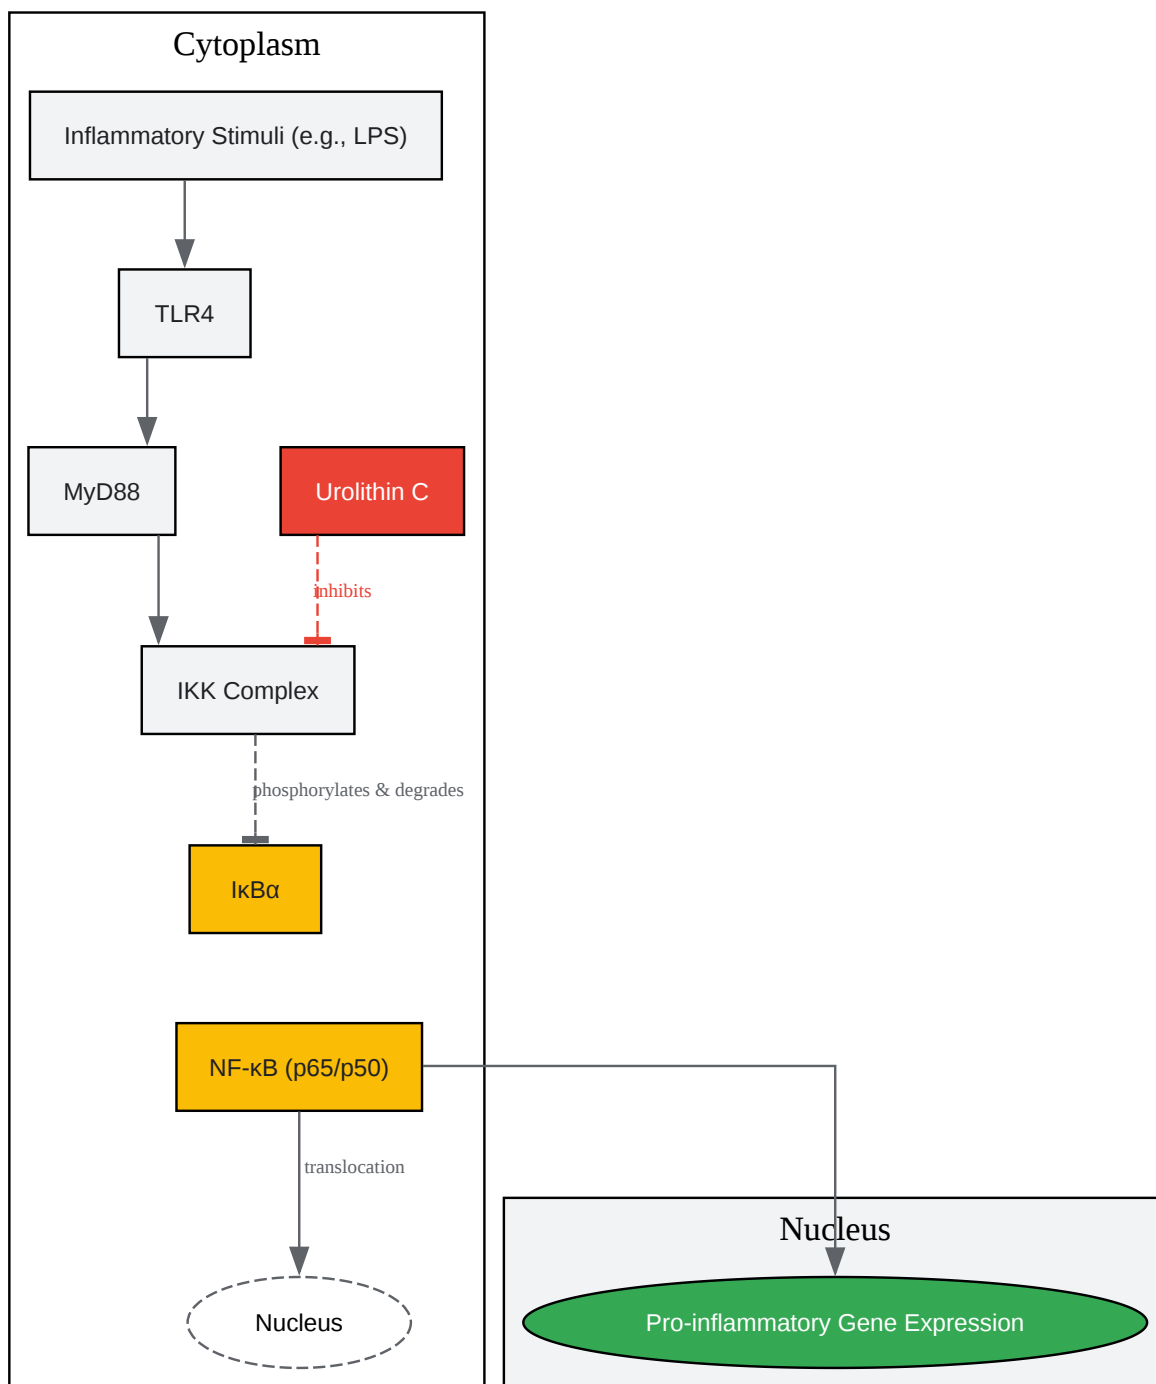 Cytoplasm
Inflammatory Stimuli (e.g., LPS)
TLR4
MyD88
Urolithin C
inhibits
IKK Complex
phosphorylates & degrades
IκBα
NF-κB (p65/p50)
translocation
Nucleus
Nucleus
Pro-inflammatory Gene Expression